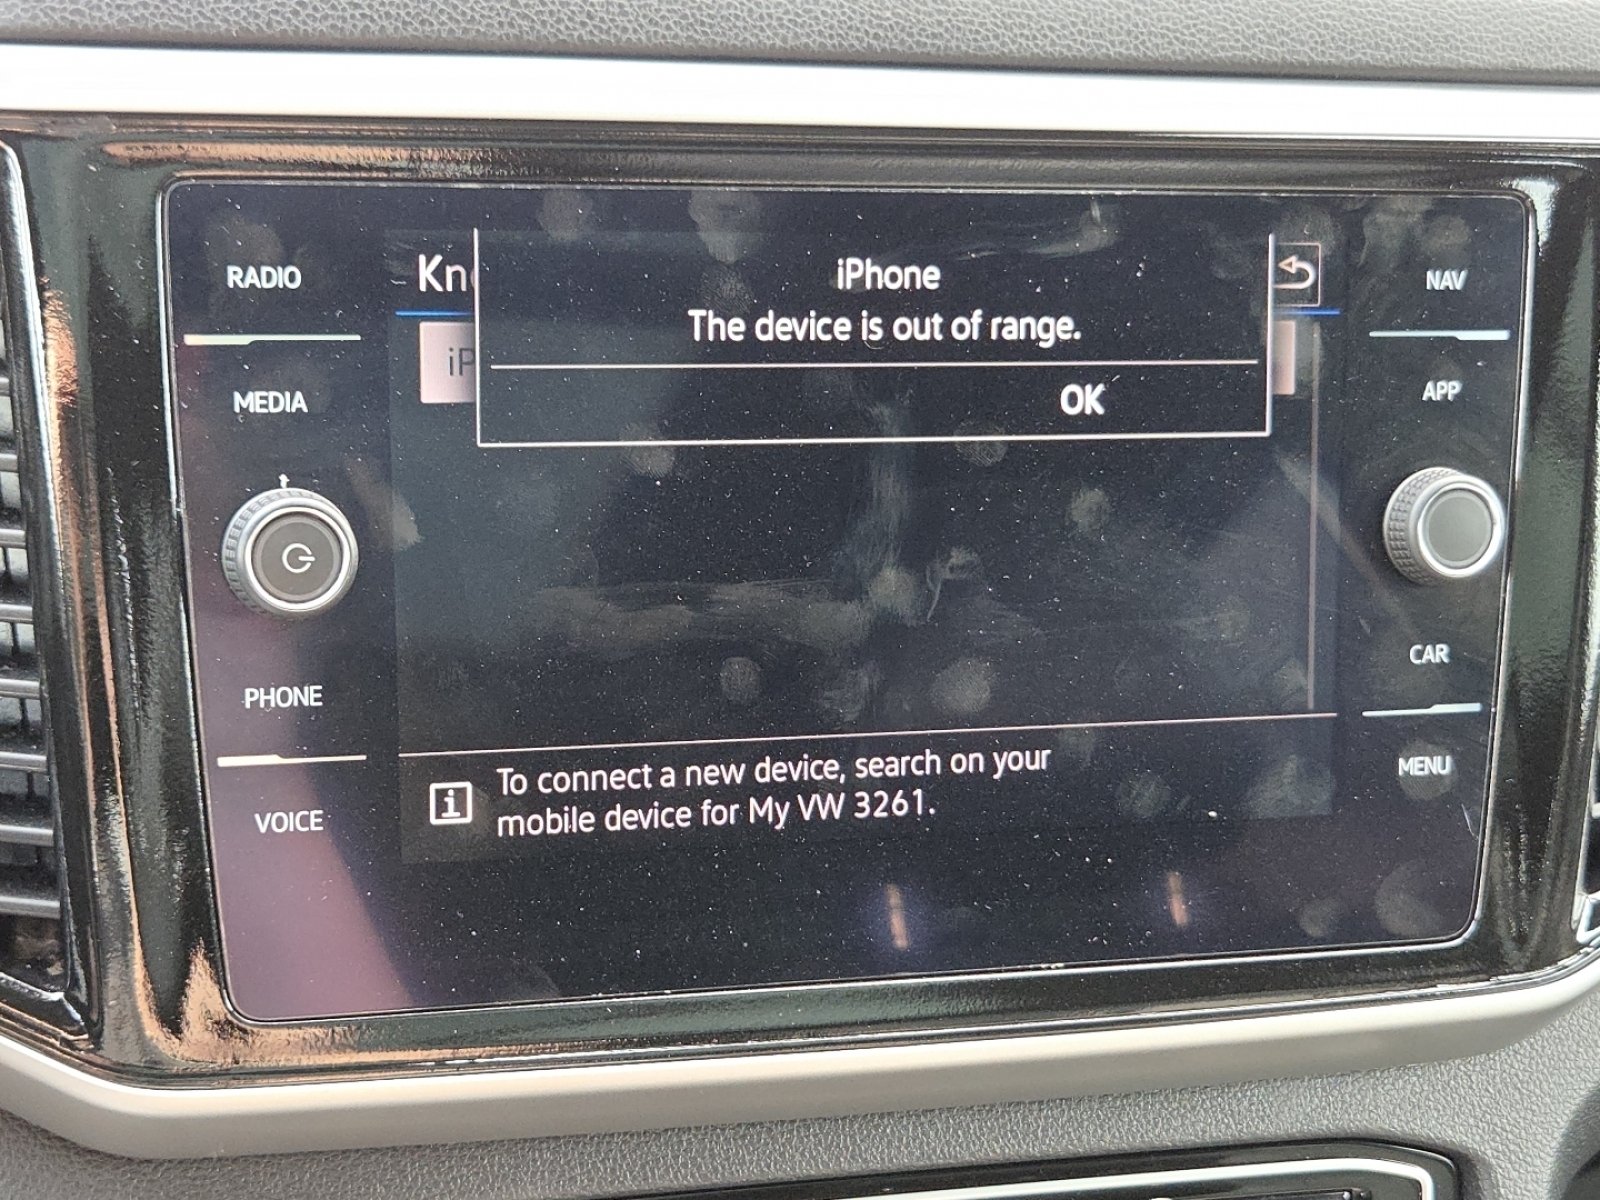 RADIO
MEDIA
PHONE
VOICE
Kn
iPhone
The device is out of range.
iP
OK
To connect a new device, search on your
mobile device for My VW 3261.
NAV
APP
CAR
MENU